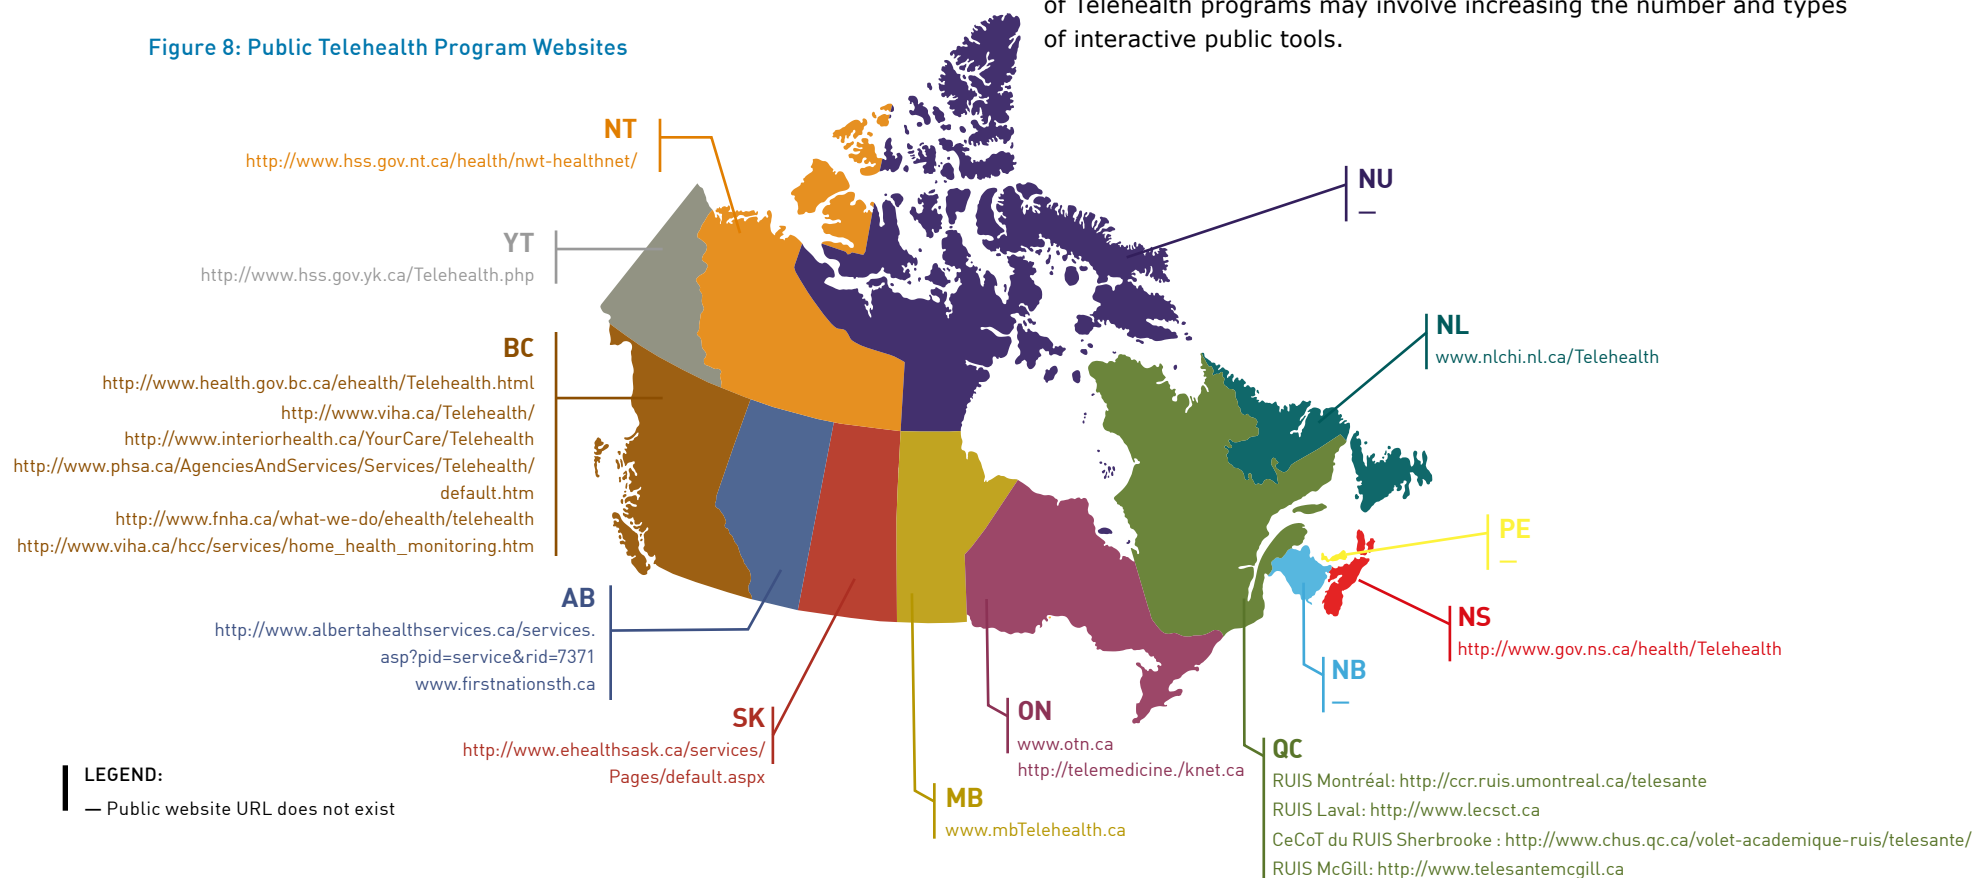 of Telehealth programs may involve increasing the number and types
of interactive public tools.
Figure 8: Public Telehealth Program Websites
NT
http://www.hss.gov.nt.ca/health/nwt-healthnet/
NU
—
YT
http://www.hss.gov.yk.ca/Telehealth.php
NL
www.nlchi.nl.ca/Telehealth
BC
http://www.health.gov.bc.ca/ehealth/Telehealth.html
http://www.viha.ca/Telehealth/
http://www.interiorhealth.ca/YourCare/Telehealth
http://www.phsa.ca/AgenciesAndServices/Services/Telehealth/
default.htm
http://www.fnha.ca/what-we-do/ehealth/telehealth
http://www.viha.ca/hcc/services/home_health_monitoring.htm
PE
—
AB
http://www.albertahealthservices.ca/services.
asp?pid=service&rid=7371
www.firstnationsth.ca
NS
http://www.gov.ns.ca/health/Telehealth
NB
—
SK
http://www.ehealthsask.ca/services/
Pages/default.aspx
ON
www.otn.ca
http://telemedicine./knet.ca
MB
www.mbTelehealth.ca
QC
RUIS Montréal: http://ccr.ruis.umontreal.ca/telesante
RUIS Laval: http://www.lecsct.ca
CeCoT du RUIS Sherbrooke : http://www.chus.qc.ca/volet-academique-ruis/telesante/
RUIS McGill: http://www.telesantemcgill.ca
LEGEND:
— Public website URL does not exist